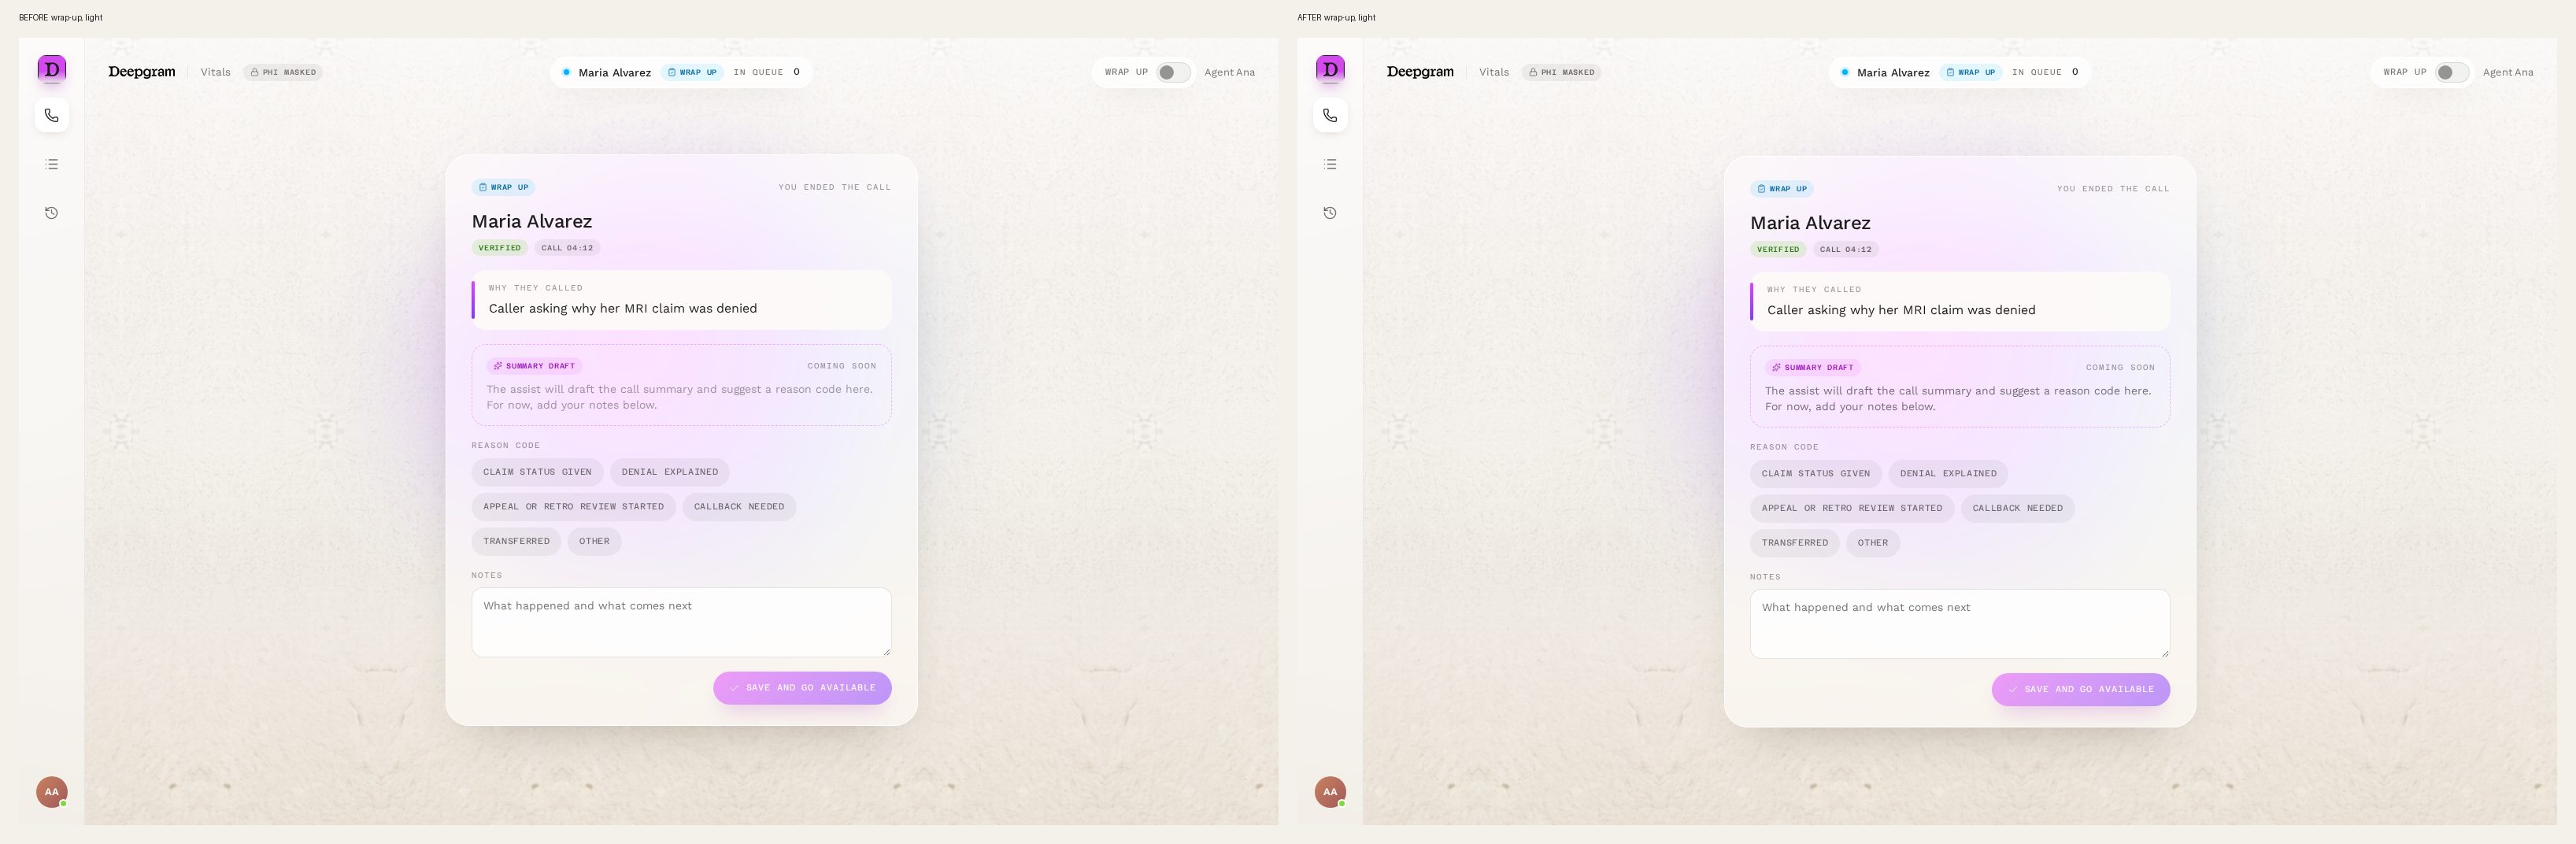 BEFORE wrap-up, light
D
Deepgram
Vitals
PHI MASKED
Maria Alvarez
WRAP UP
IN QUEUE 0
WRAP UP
Agent Ana
WRAP UP
YOU ENDED THE CALL
Maria Alvarez
VERIFIED
CALL 04:12
WHY THEY CALLED
Caller asking why her MRI claim was denied
SUMMARY DRAFT
COMING SOON
The assist will draft the call summary and suggest a reason code here.
For now, add your notes below.
REASON CODE
CLAIM STATUS GIVEN
DENIAL EXPLAINED
APPEAL OR RETRO REVIEW STARTED
CALLBACK NEEDED
TRANSFERRED
OTHER
NOTES
What happened and what comes next
SAVE AND GO AVAILABLE
AA
AFTER wrap-up, light
D
Deepgram
Vitals
PHI MASKED
Maria Alvarez
WRAP UP
IN QUEUE 0
WRAP UP
Agent Ana
WRAP UP
YOU ENDED THE CALL
Maria Alvarez
VERIFIED
CALL 04:12
WHY THEY CALLED
Caller asking why her MRI claim was denied
SUMMARY DRAFT
COMING SOON
The assist will draft the call summary and suggest a reason code here.
For now, add your notes below.
REASON CODE
CLAIM STATUS GIVEN
DENIAL EXPLAINED
APPEAL OR RETRO REVIEW STARTED
CALLBACK NEEDED
TRANSFERRED
OTHER
NOTES
What happened and what comes next
SAVE AND GO AVAILABLE
AA